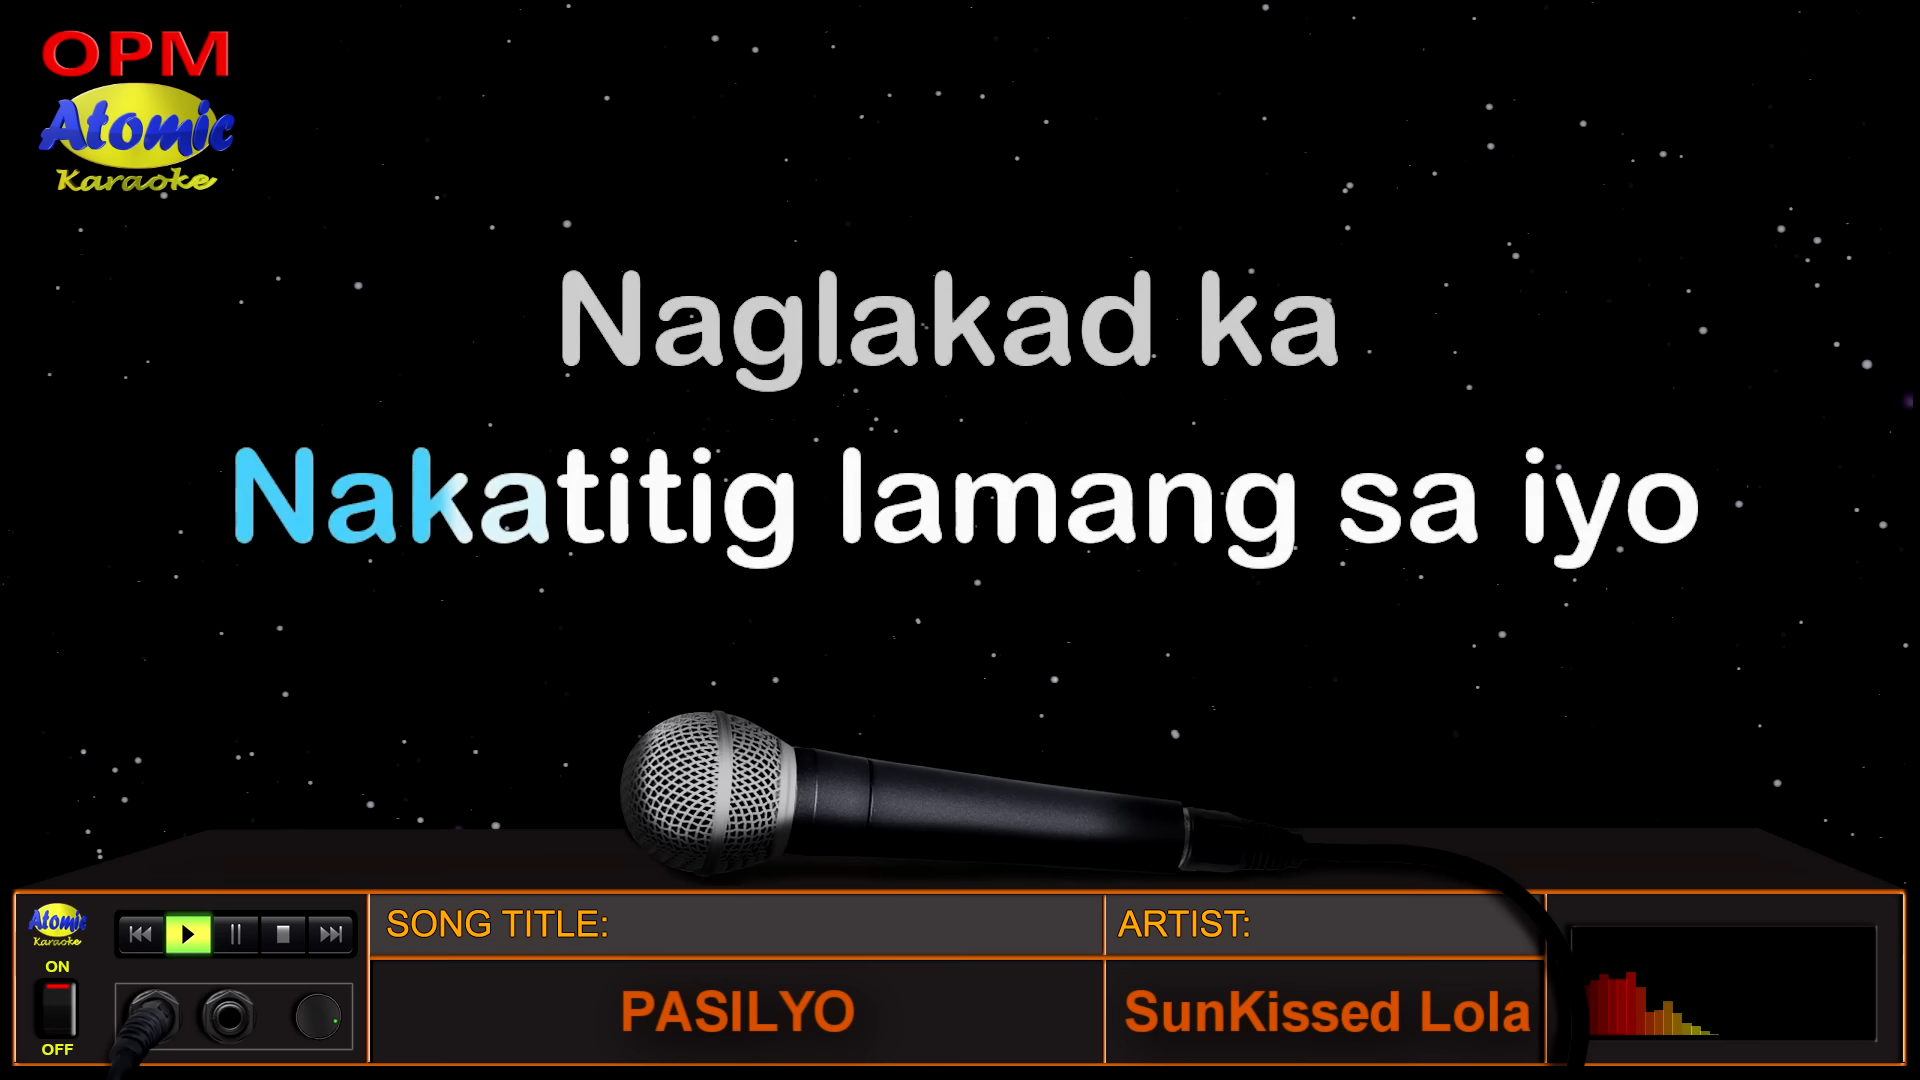 OPM
Atomic
Karaoke
Naglakad ka
Nakatitig lamang sa iyo
Atomic
Karaoke
ON
OFF
SONG TITLE:
ARTIST:
PASILYO
SunKissed Lola